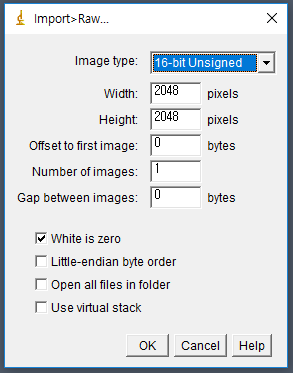 Import>Raw...
Image type: 16-bit Unsigned
Width: 2048 pixels
Height: 2048 pixels
Offset to first image: 0 bytes
Number of images: 1
Gap between images: 0 bytes
White is zero
Little-endian byte order
Open all files in folder
Use virtual stack
OK Cancel Help